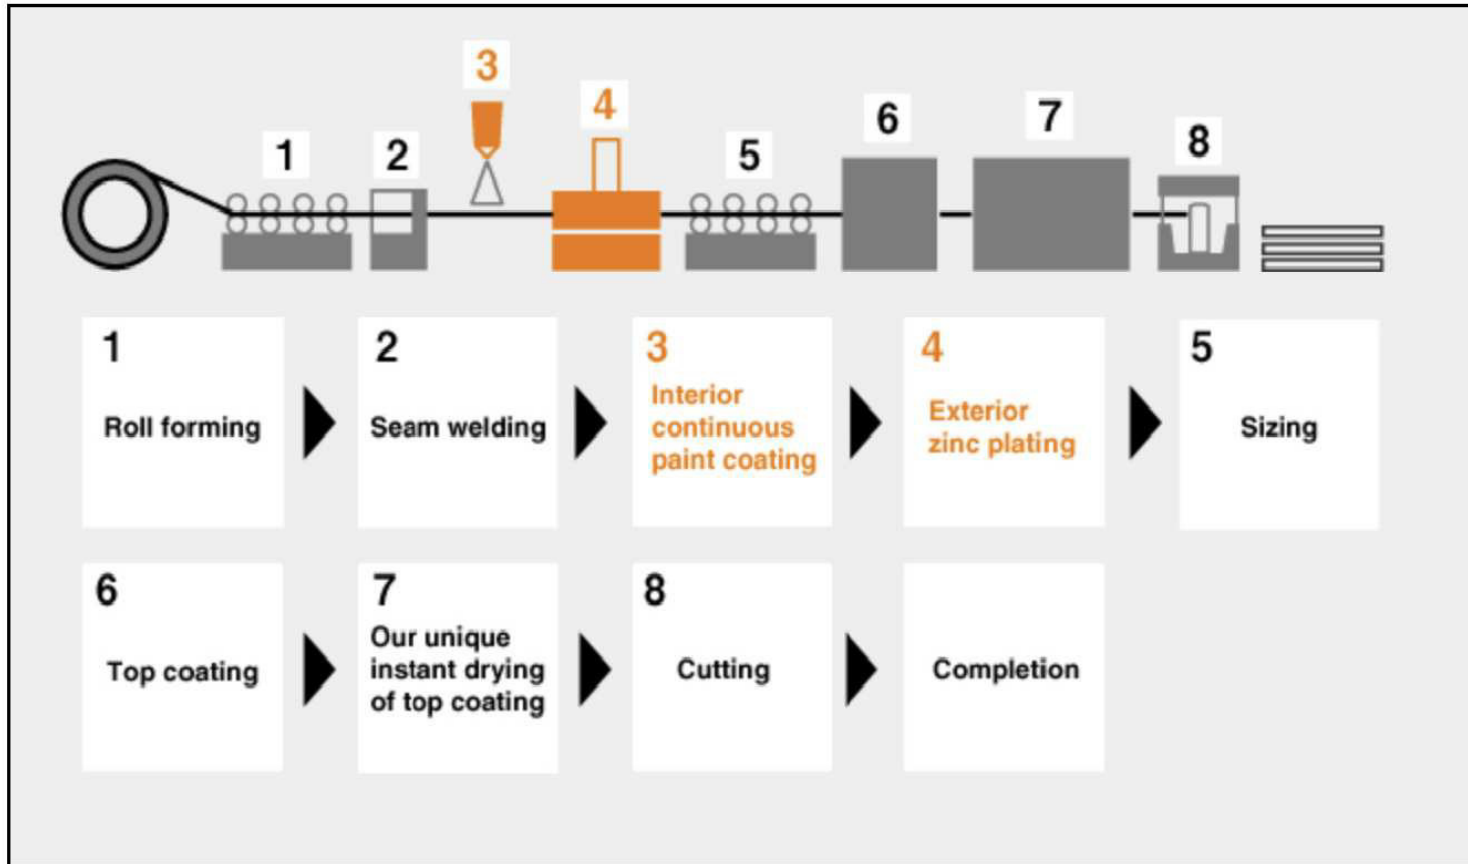 3
4
6
7
1
2
5
8
1
Roll forming
2
Seam welding
3
Interior
continuous
paint coating
4
Exterior
zinc plating
5
Sizing
6
Top coating
7
Our unique
instant drying
of top coating
8
Cutting
Completion